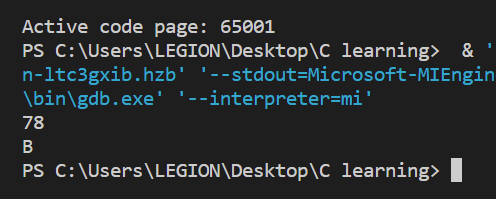 Active code page: 65001
PS C:\Users\LEGION\Desktop\C learning>  & '
n-ltc3gxib.hzb' '--stdout=Microsoft-MIEngin
\bin\gdb.exe' '--interpreter=mi'
78
B
PS C:\Users\LEGION\Desktop\C learning>